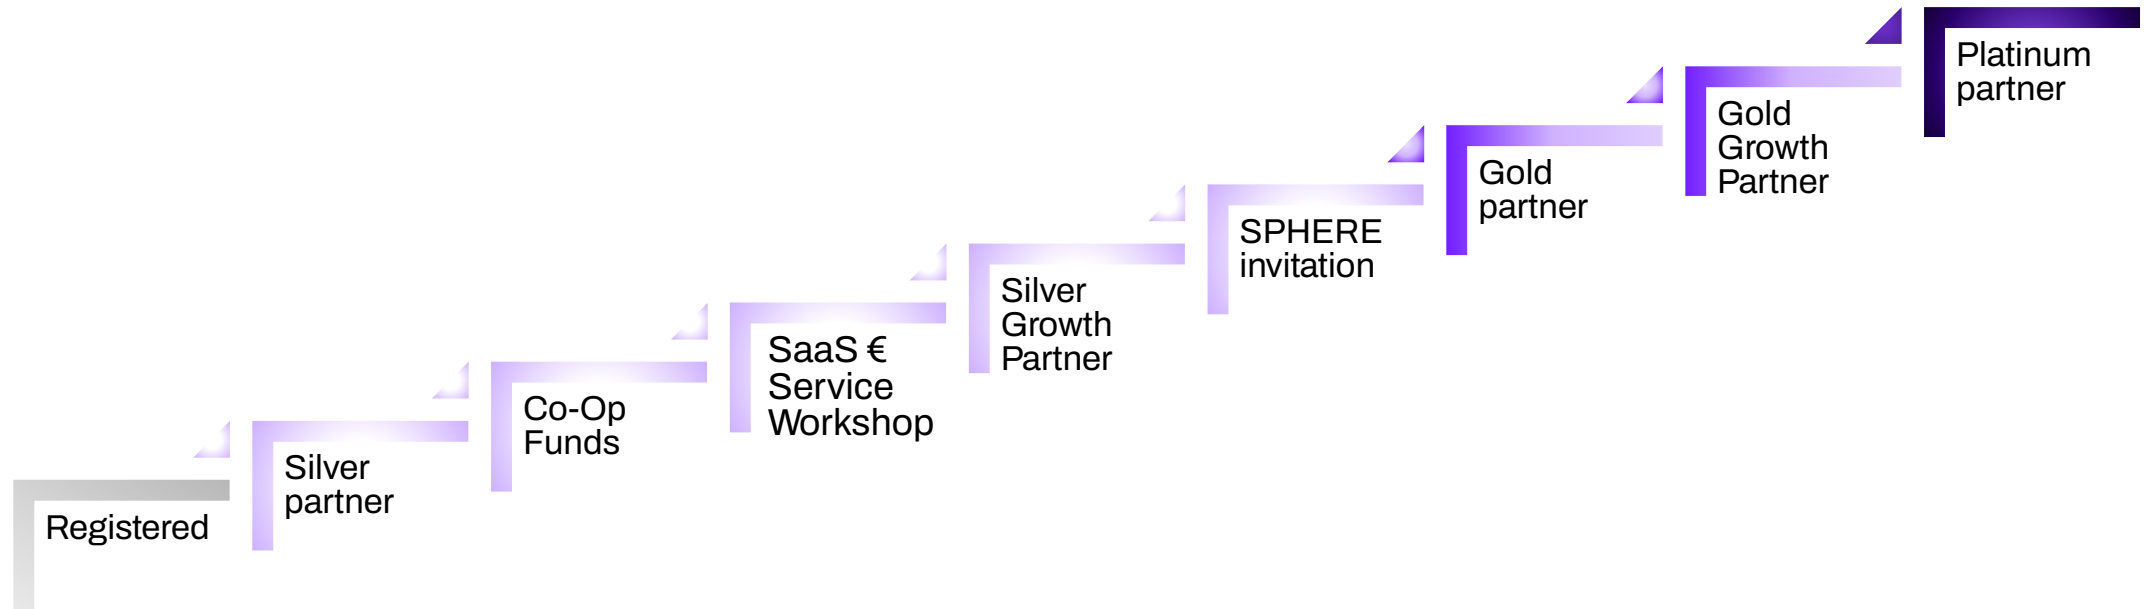 Registered
Silver
partner
Co-Op
Funds
SaaS €
Service
Workshop
Silver
Growth
Partner
SPHERE
invitation
Gold
partner
Gold
Growth
Partner
Platinum
partner